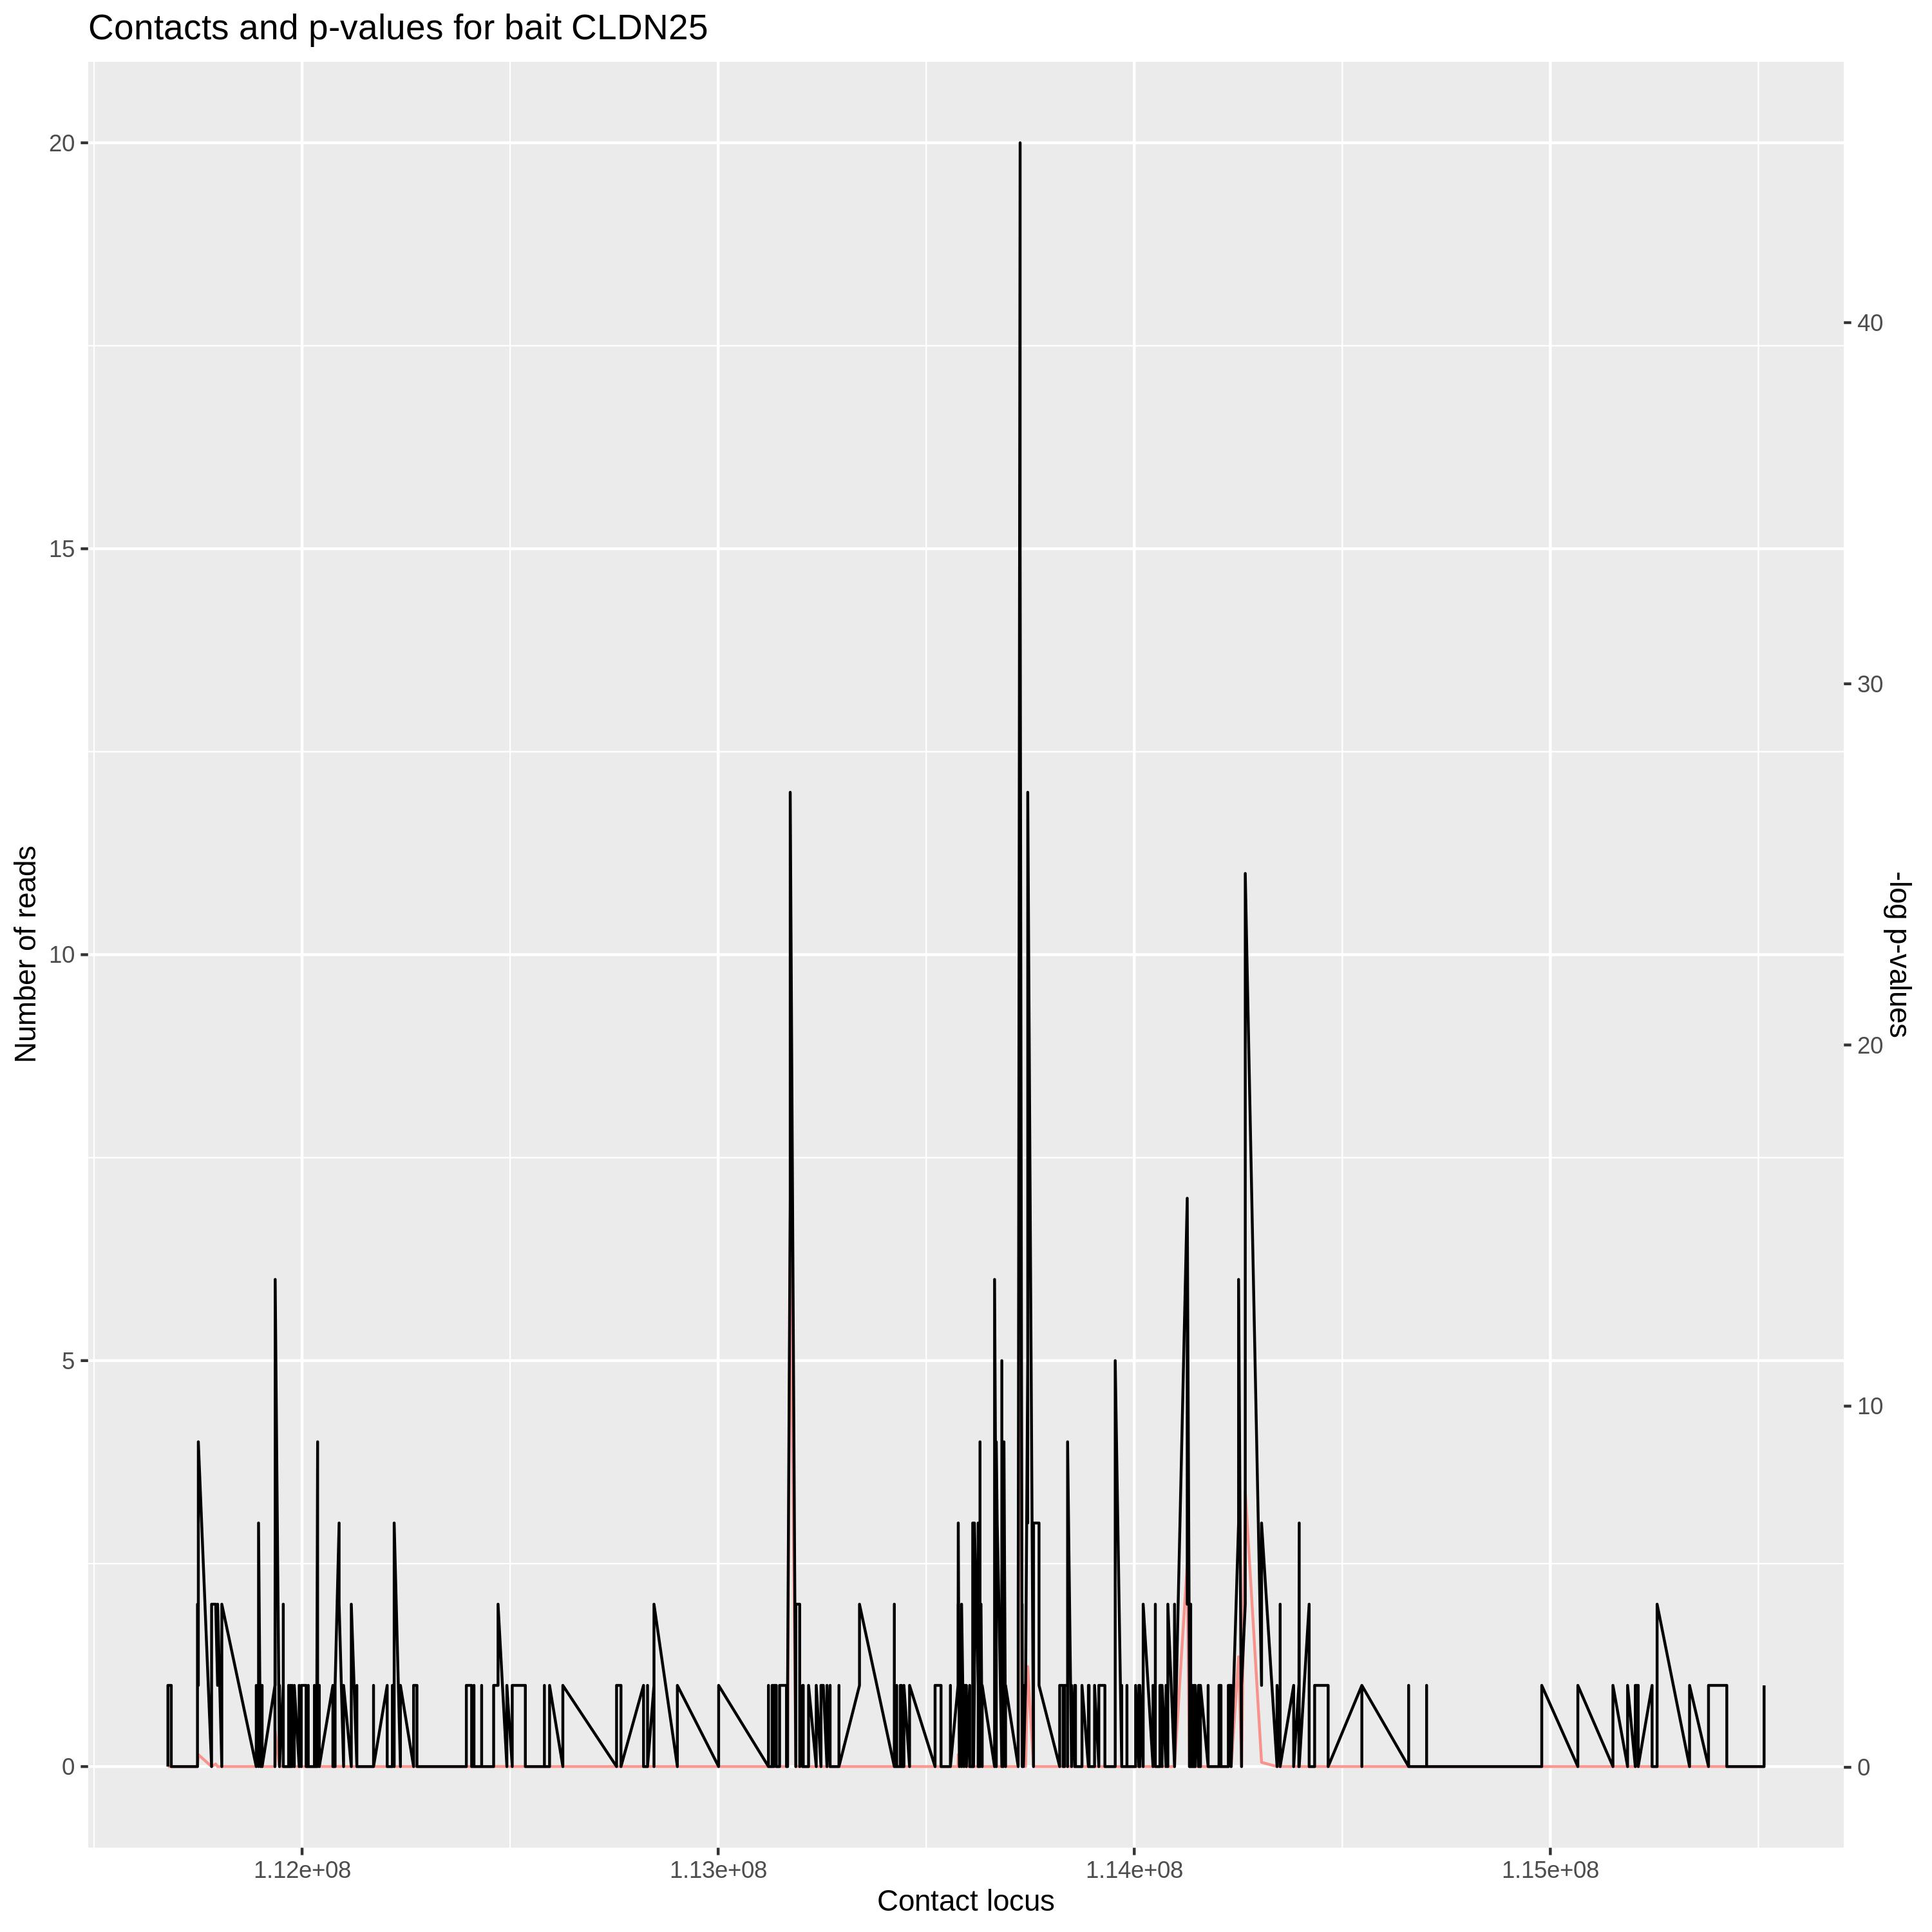 Contacts and p-values for bait CLDN25
20
15
10
5
0
Number of reads
40
30
20
10
0
-log p-values
1.12e+08
1.13e+08
1.14e+08
1.15e+08
Contact locus